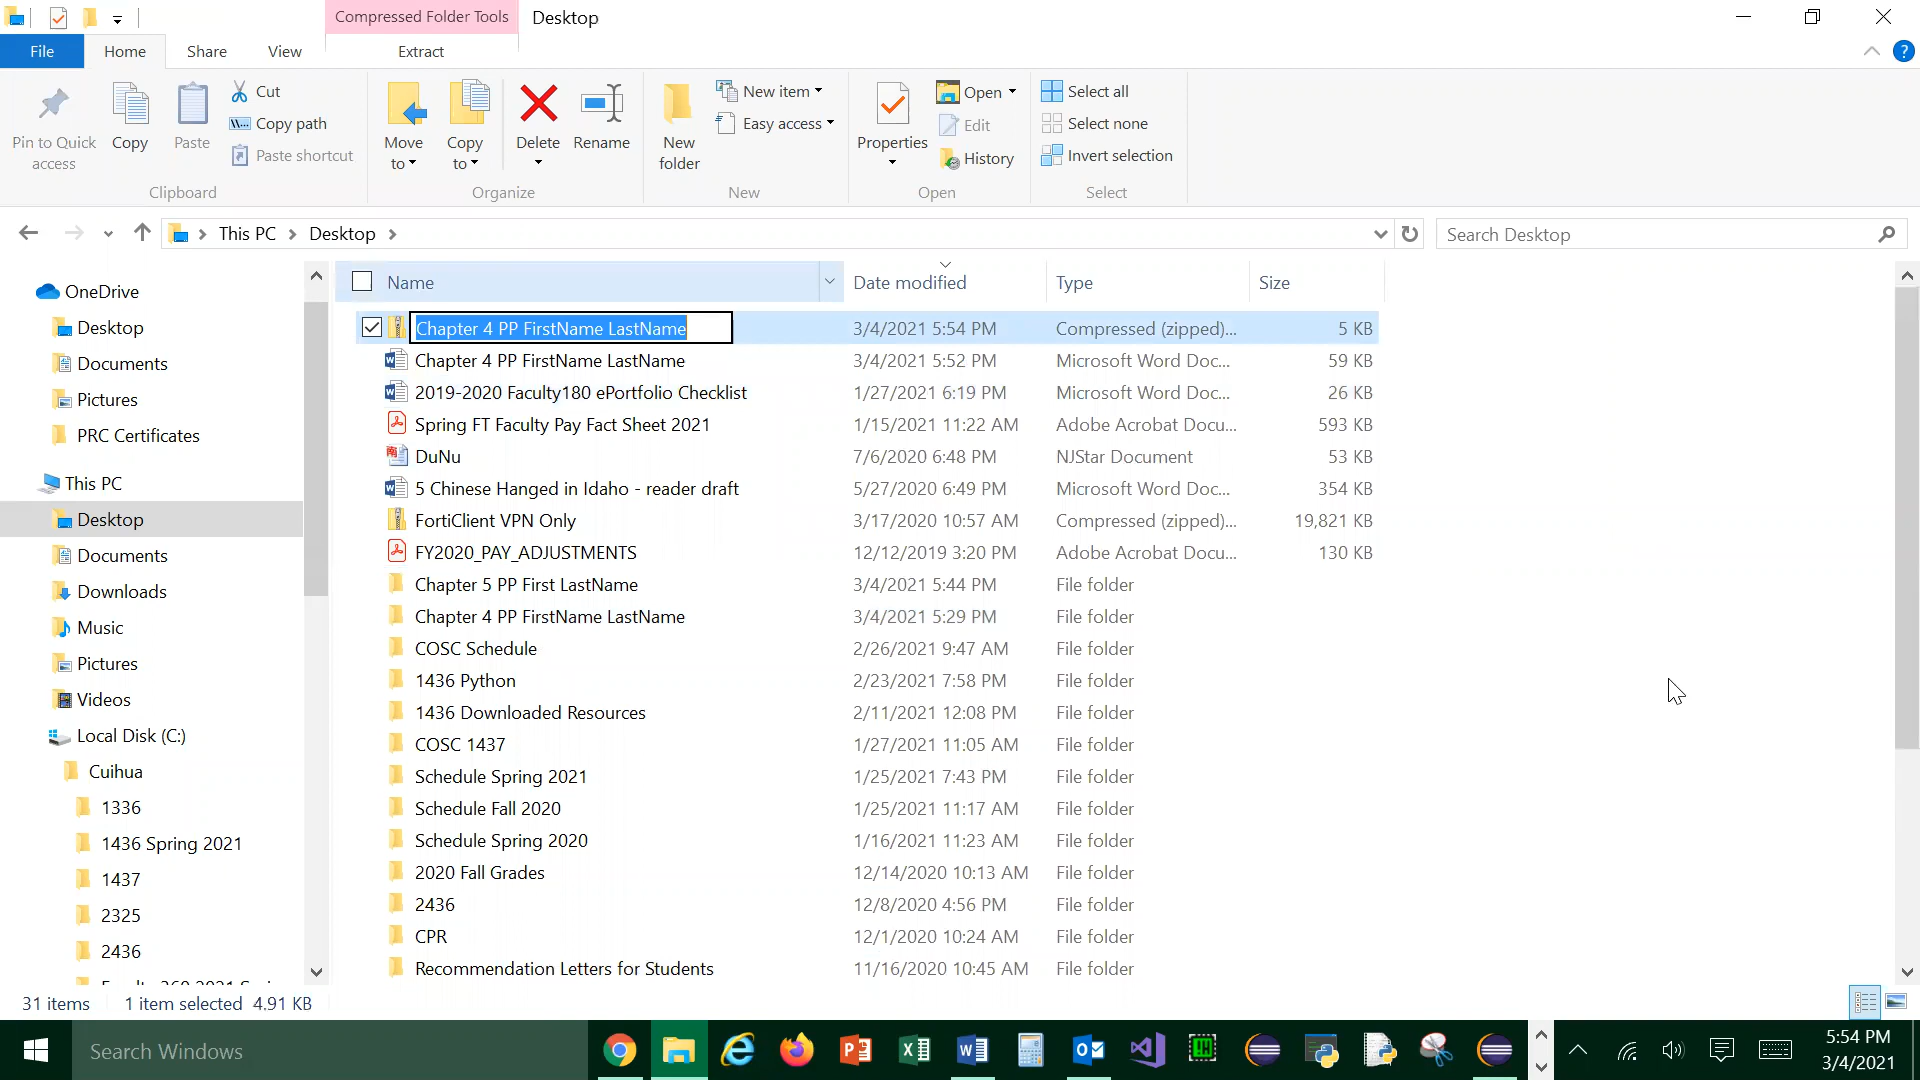 Compressed Folder Tools Desktop
File Home Share View Extract
Pin to Quick access
Copy
Paste
Cut
Copy path
Paste shortcut
Clipboard
Move to
Copy to
Delete
Rename
Organize
New folder
New item
Easy access
New
Properties
Open
Edit
History
Open
Select all
Select none
Invert selection
Select
This PC Desktop
Search Desktop
OneDrive
Desktop
Documents
Pictures
PRC Certificates
This PC
Desktop
Documents
Downloads
Music
Pictures
Videos
Local Disk (C:)
Cuihua
1336
1436 Spring 2021
1437
2325
2436
Name Date modified Type Size
Chapter 4 PP FirstName LastName 3/4/2021 5:54 PM Compressed (zipped)... 5 KB
Chapter 4 PP FirstName LastName 3/4/2021 5:52 PM Microsoft Word Doc... 59 KB
2019-2020 Faculty180 ePortfolio Checklist 1/27/2021 6:19 PM Microsoft Word Doc... 26 KB
Spring FT Faculty Pay Fact Sheet 2021 1/15/2021 11:22 AM Adobe Acrobat Docu... 593 KB
DuNu 7/6/2020 6:48 PM NJStar Document 53 KB
5 Chinese Hanged in Idaho - reader draft 5/27/2020 6:49 PM Microsoft Word Doc... 354 KB
FortiClient VPN Only 3/17/2020 10:57 AM Compressed (zipped)... 19,821 KB
FY2020_PAY_ADJUSTMENTS 12/12/2019 3:20 PM Adobe Acrobat Docu... 130 KB
Chapter 5 PP First LastName 3/4/2021 5:44 PM File folder
Chapter 4 PP FirstName LastName 3/4/2021 5:29 PM File folder
COSC Schedule 2/26/2021 9:47 AM File folder
1436 Python 2/23/2021 7:58 PM File folder
1436 Downloaded Resources 2/11/2021 12:08 PM File folder
COSC 1437 1/27/2021 11:05 AM File folder
Schedule Spring 2021 1/25/2021 7:43 PM File folder
Schedule Fall 2020 1/25/2021 11:17 AM File folder
Schedule Spring 2020 1/16/2021 11:23 AM File folder
2020 Fall Grades 12/14/2020 10:13 AM File folder
2436 12/8/2020 4:56 PM File folder
CPR 12/1/2020 10:24 AM File folder
Recommendation Letters for Students 11/16/2020 10:45 AM File folder
31 items 1 item selected 4.91 KB
Search Windows
5:54 PM
3/4/2021